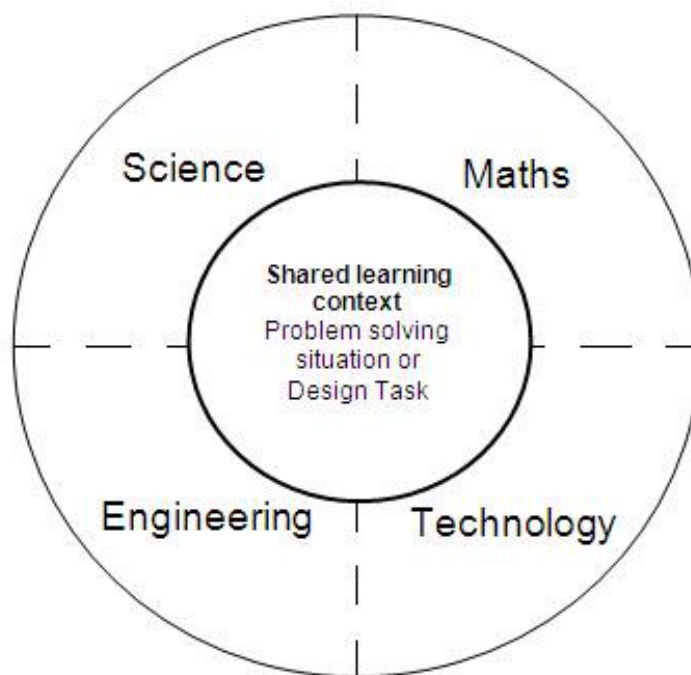 Science
Maths
Shared learning
context
Problem solving
situation or
Design Task
Engineering
Technology